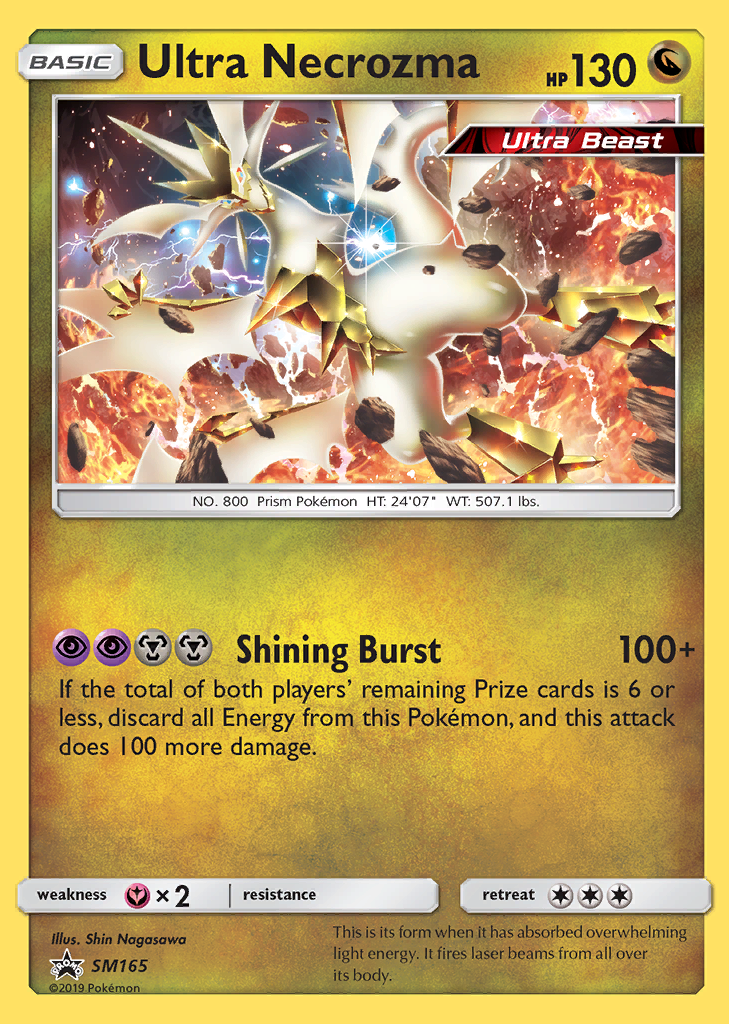 BASIC Ultra Necrozma HP 130
Ultra Beast
NO. 800 Prism Pokémon HT: 24'07" WT: 507.1 lbs.
Shining Burst 100+
If the total of both players' remaining Prize cards is 6 or
less, discard all Energy from this Pokémon, and this attack
does 100 more damage.
weakness ×2 resistance retreat
Illus. Shin Nagasawa
PROMO SM165
©2019 Pokémon
This is its form when it has absorbed overwhelming
light energy. It fires laser beams from all over
its body.